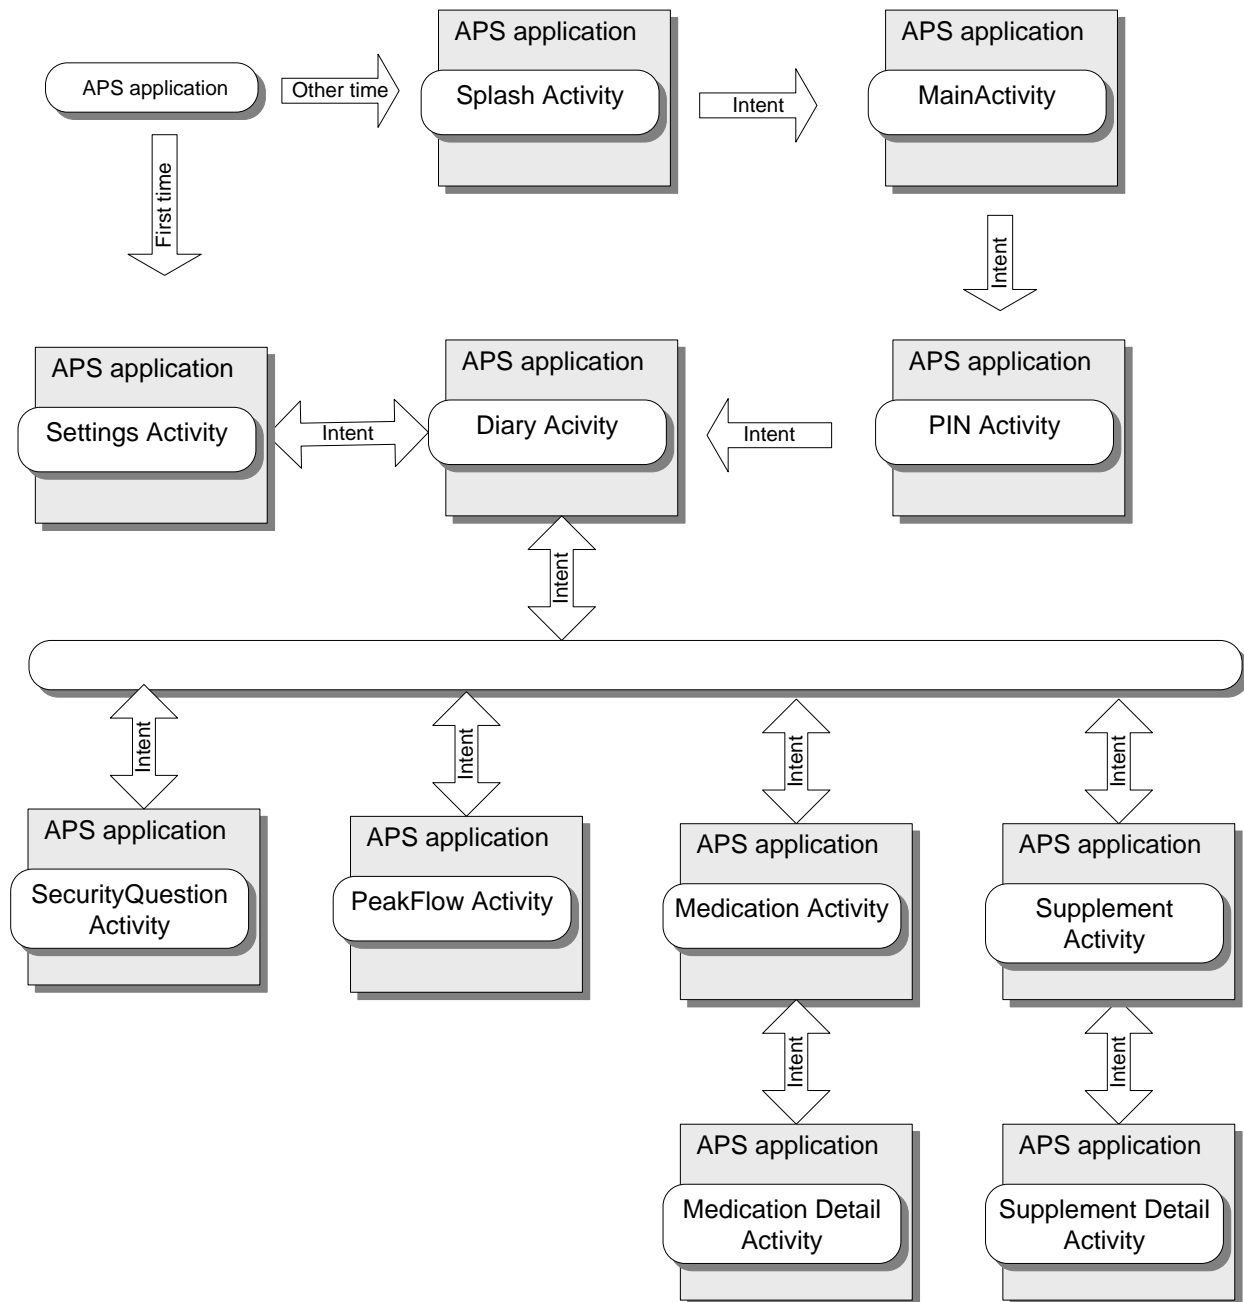 APS application
Other time
APS application
Splash Activity
Intent
APS application
MainActivity
First time
Intent
APS application
Settings Activity
Intent
APS application
Diary Acivity
Intent
APS application
PIN Activity
Intent
Intent
Intent
Intent
Intent
APS application
SecurityQuestion
Activity
APS application
PeakFlow Activity
APS application
Medication Activity
APS application
Supplement
Activity
Intent
Intent
APS application
Medication Detail
Activity
APS application
Supplement Detail
Activity